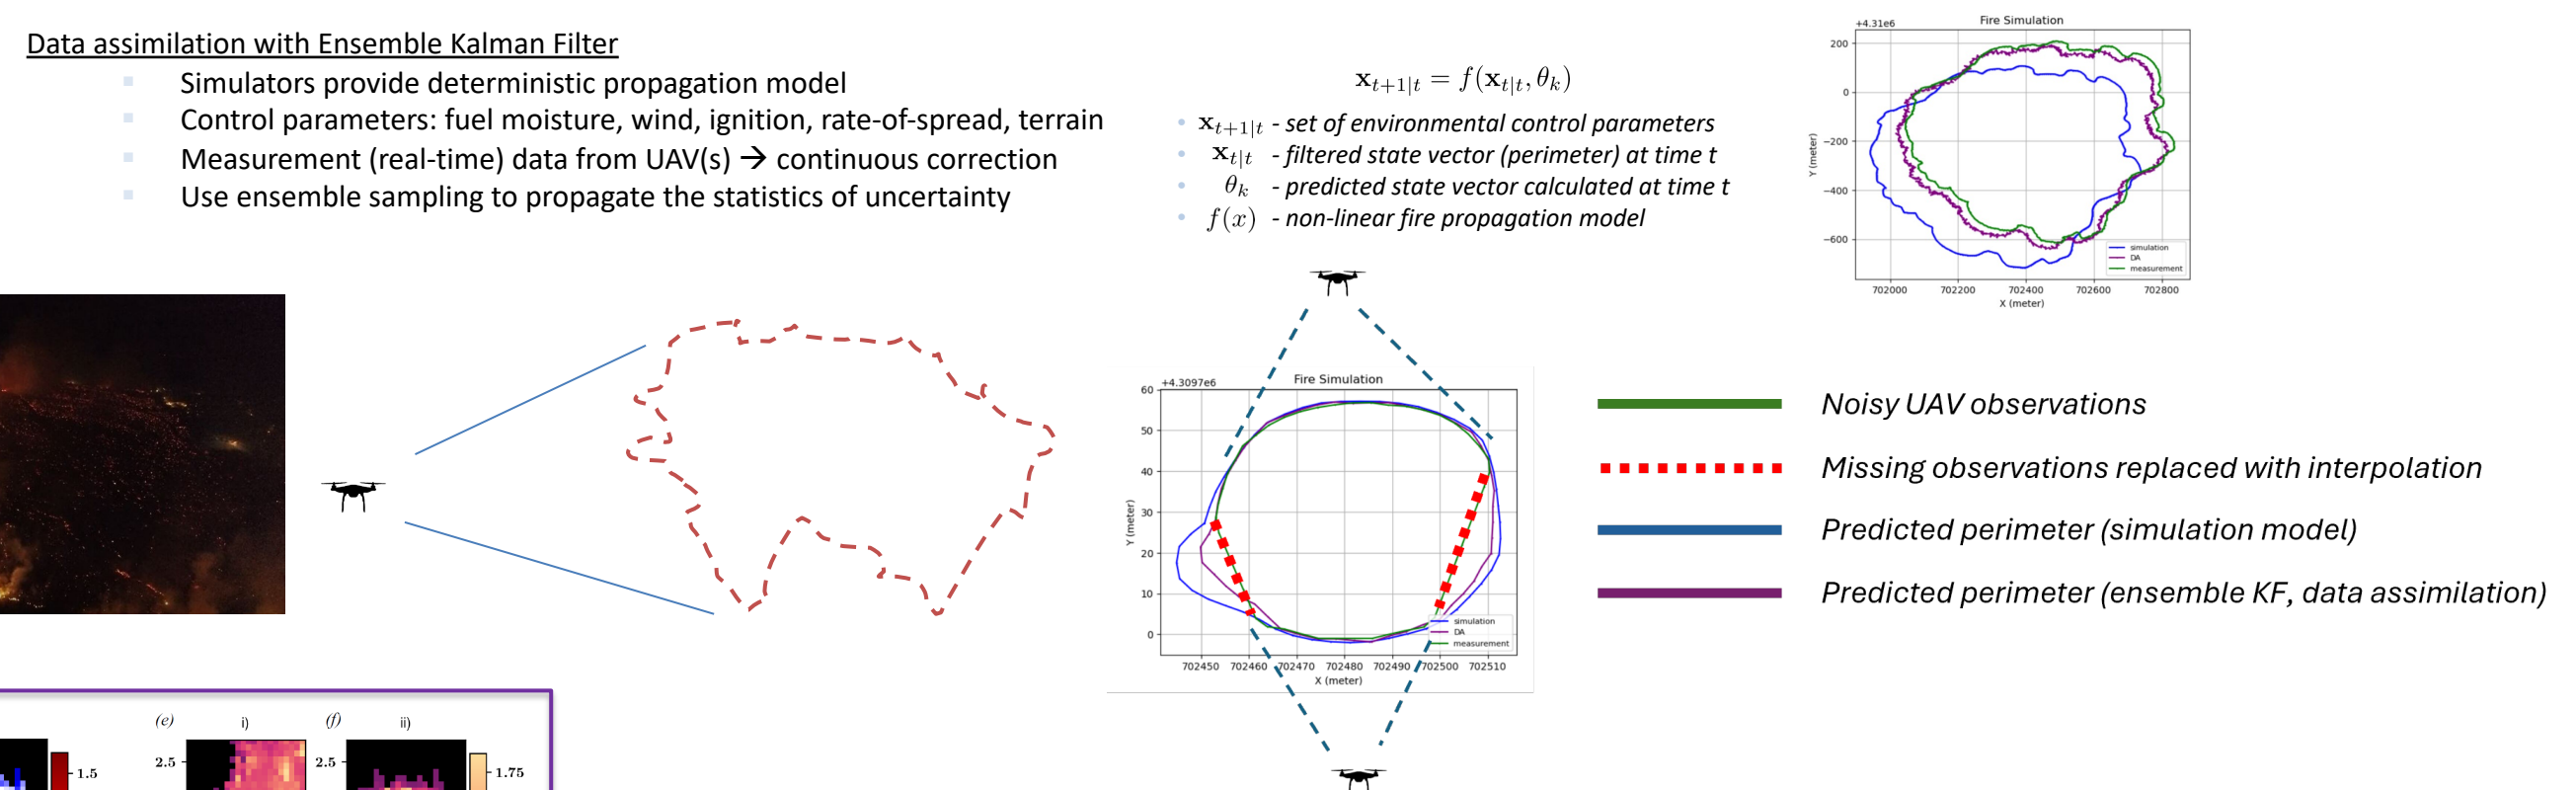 Data assimilation with Ensemble Kalman Filter
Simulators provide deterministic propagation model
Control parameters: fuel moisture, wind, ignition, rate-of-spread, terrain
Measurement (real-time) data from UAV(s) → continuous correction
Use ensemble sampling to propagate the statistics of uncertainty
𝐱_{t+1|t} = f(𝐱_{t|t}, θ_k)
𝐱_{t+1|t} - set of environmental control parameters
𝐱_{t|t} - filtered state vector (perimeter) at time t
θ_k - predicted state vector calculated at time t
f(x) - non-linear fire propagation model
Fire Simulation
+4.31e6
200
0
−200
−400
−600
Y (meter)
702000 702200 702400 702600 702800
X (meter)
simulation
DA
measurement
Fire Simulation
+4.3097e6
60
50
40
30
20
10
0
Y (meter)
702450 702460 702470 702480 702490 702500 702510
X (meter)
simulation
DA
measurement
Noisy UAV observations
Missing observations replaced with interpolation
Predicted perimeter (simulation model)
Predicted perimeter (ensemble KF, data assimilation)
(e) i) (f) ii)
1.5
2.5
2.5
1.75